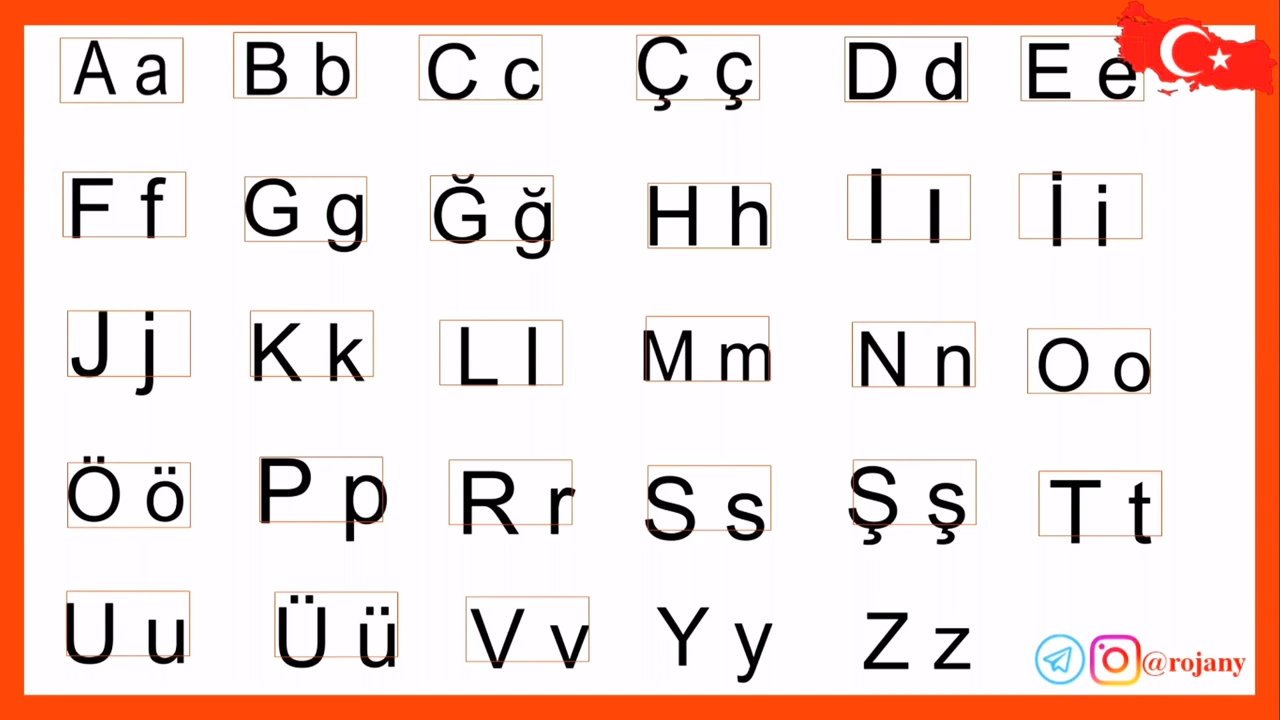 A a B b C c Ç ç D d E e
F f G g Ğ ğ H h I ı İ i
J j K k L l M m N n O o
Ö ö P p R r S s Ş ş T t
U u Ü ü V v Y y Z z
@rojany